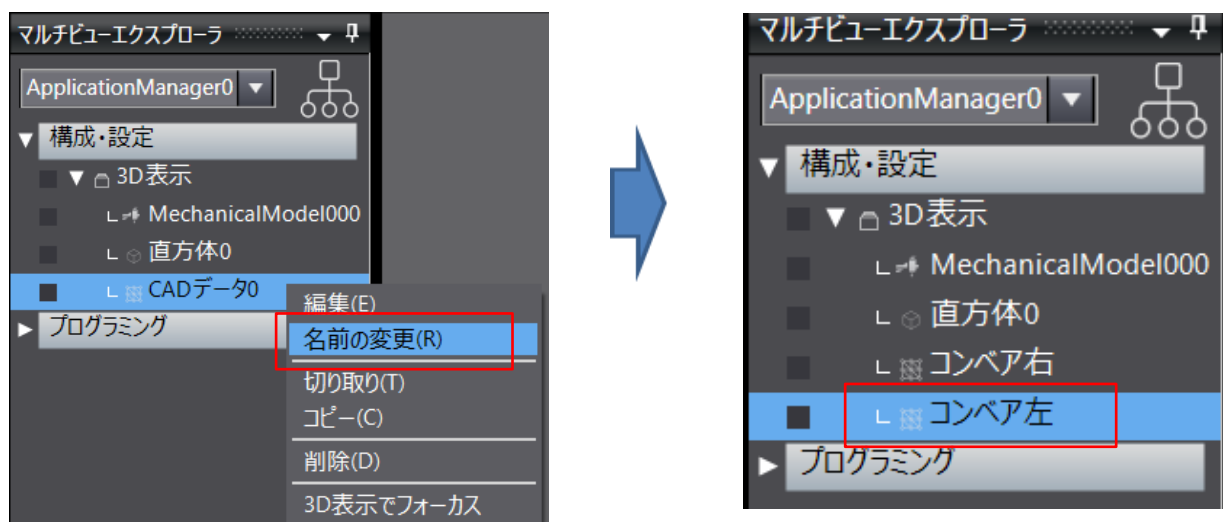 マルチビューエクスプローラ
ApplicationManager0
構成・設定
3D表示
MechanicalModel000
直方体0
CADデータ0
プログラミング
編集(E)
名前の変更(R)
切り取り(T)
コピー(C)
削除(D)
3D表示でフォーカス
マルチビューエクスプローラ
ApplicationManager0
構成・設定
3D表示
MechanicalModel000
直方体0
コンベア右
コンベア左
プログラミング